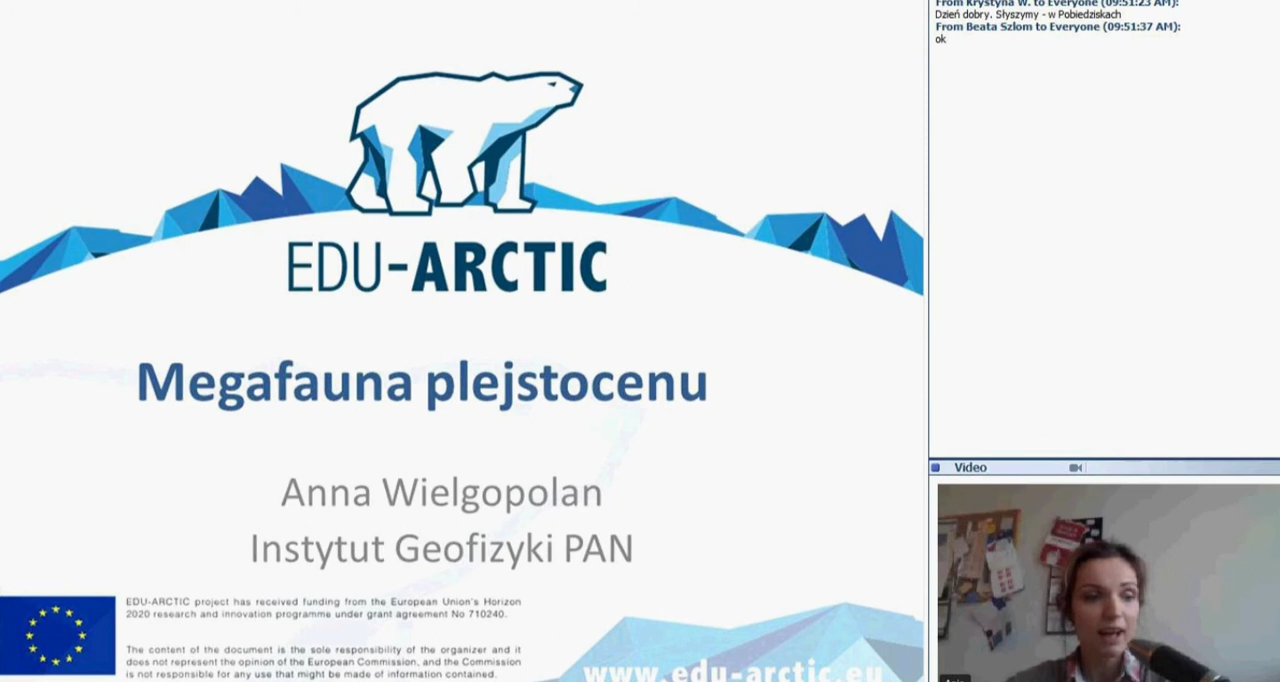 EDU-ARCTIC
Megafauna plejstocenu
Anna Wielgopolan
Instytut Geofizyki PAN
EDU-ARCTIC project has received funding from the European Union's Horizon
2020 research and innovation programme under grant agreement No 710240.
The content of the document is the sole responsibility of the organizer and it
does not represent the opinion of the European Commission, and the Commission
is not responsible for any use that might be made of information contained.
www.edu-arctic.eu
From Krystyna W. to Everyone (09:51:23 AM):
Dzień dobry. Słyszymy - w Pobiedziskach
From Beata Szlom to Everyone (09:51:37 AM):
ok
Video